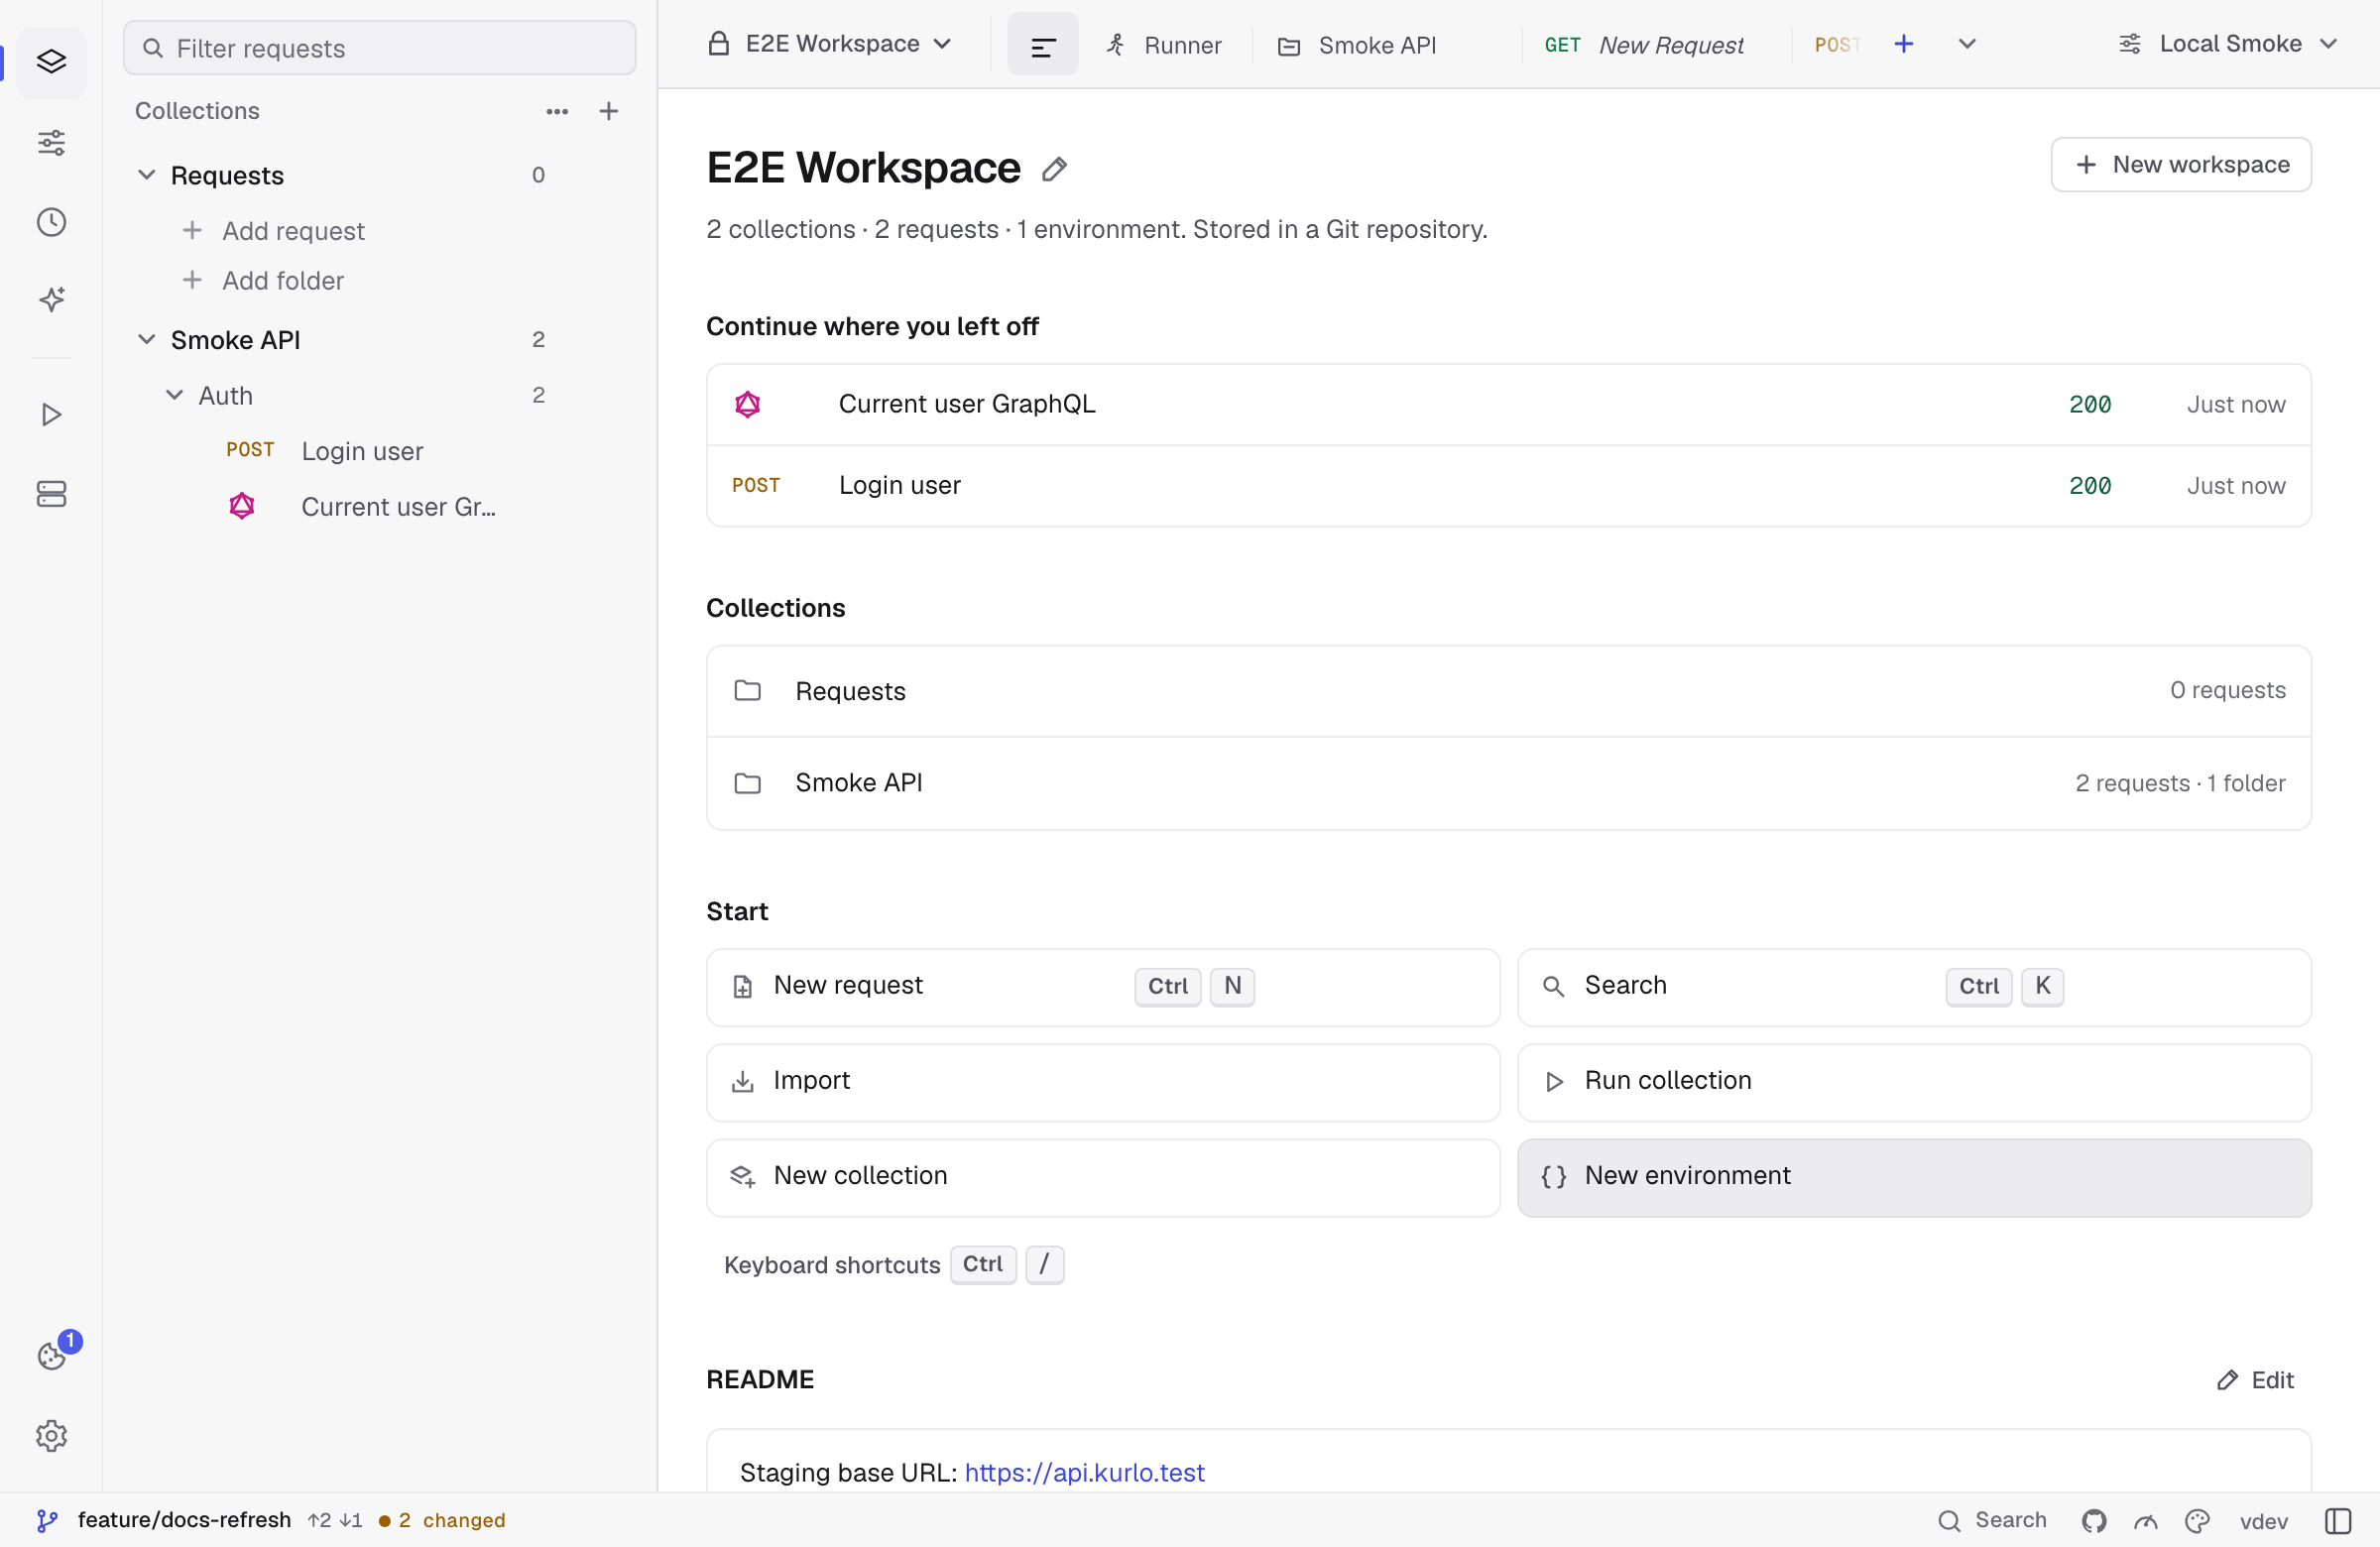 Filter requests
Collections
Requests 0
Add request
Add folder
Smoke API 2
Auth 2
POST Login user
Current user Gr...
1
E2E Workspace
Runner
Smoke API
GET New Request
POST
Local Smoke
E2E Workspace
New workspace
2 collections · 2 requests · 1 environment. Stored in a Git repository.
Continue where you left off
Current user GraphQL 200 Just now
POST Login user 200 Just now
Collections
Requests 0 requests
Smoke API 2 requests · 1 folder
Start
New request Ctrl N
Search Ctrl K
Import
Run collection
New collection
{ } New environment
Keyboard shortcuts Ctrl /
README
Edit
Staging base URL: https://api.kurlo.test
feature/docs-refresh ↑2 ↓1 ● 2 changed
Search
vdev